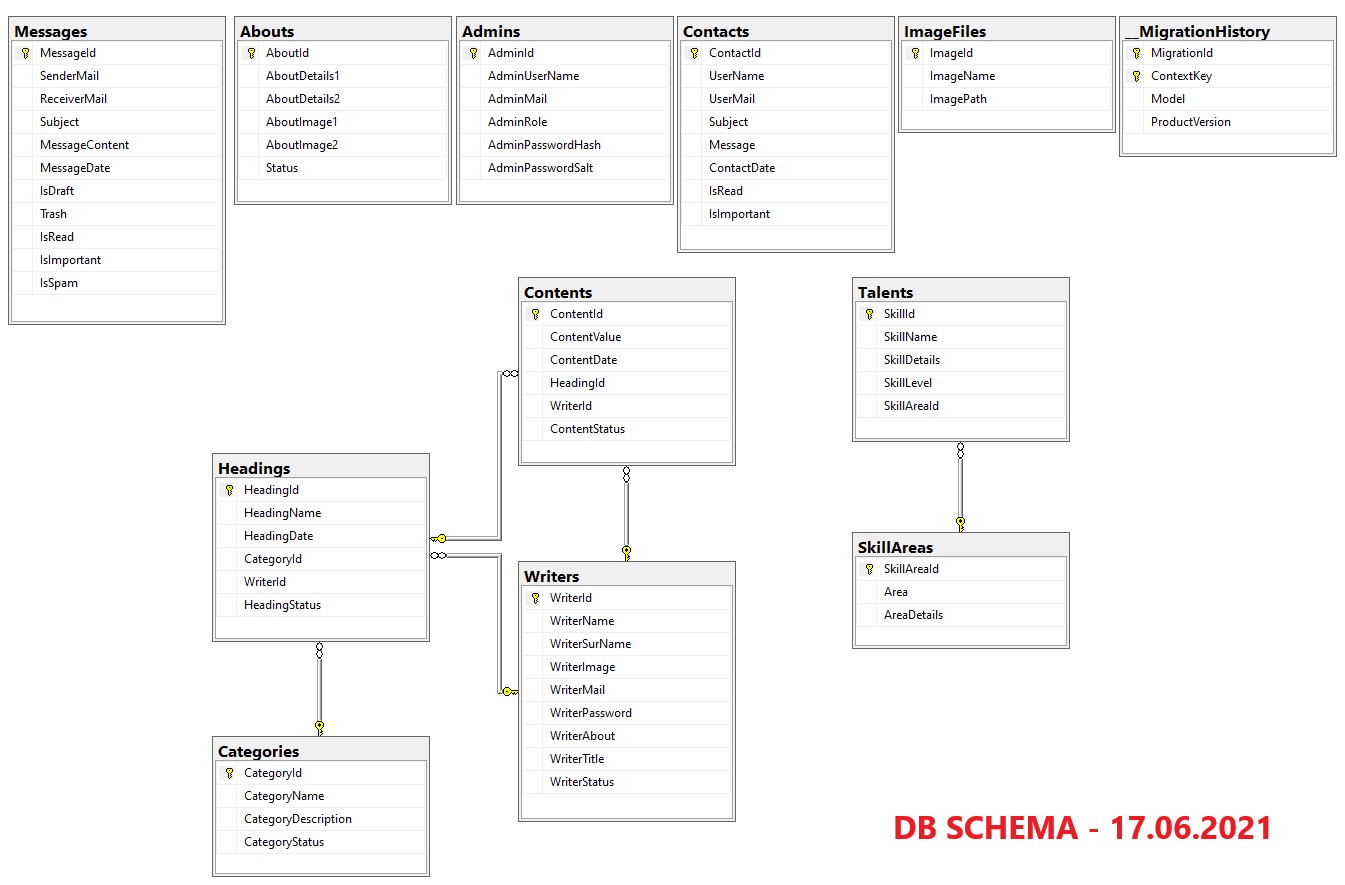 Messages
MessageId
SenderMail
ReceiverMail
Subject
MessageContent
MessageDate
IsDraft
Trash
IsRead
IsImportant
IsSpam
Abouts
AboutId
AboutDetails1
AboutDetails2
AboutImage1
AboutImage2
Status
Admins
AdminId
AdminUserName
AdminMail
AdminRole
AdminPasswordHash
AdminPasswordSalt
Contacts
ContactId
UserName
UserMail
Subject
Message
ContactDate
IsRead
IsImportant
ImageFiles
ImageId
ImageName
ImagePath
__MigrationHistory
MigrationId
ContextKey
Model
ProductVersion
Contents
ContentId
ContentValue
ContentDate
HeadingId
WriterId
ContentStatus
Talents
SkillId
SkillName
SkillDetails
SkillLevel
SkillAreaId
Headings
HeadingId
HeadingName
HeadingDate
CategoryId
WriterId
HeadingStatus
Writers
WriterId
WriterName
WriterSurName
WriterImage
WriterMail
WriterPassword
WriterAbout
WriterTitle
WriterStatus
SkillAreas
SkillAreaId
Area
AreaDetails
Categories
CategoryId
CategoryName
CategoryDescription
CategoryStatus
DB SCHEMA - 17.06.2021